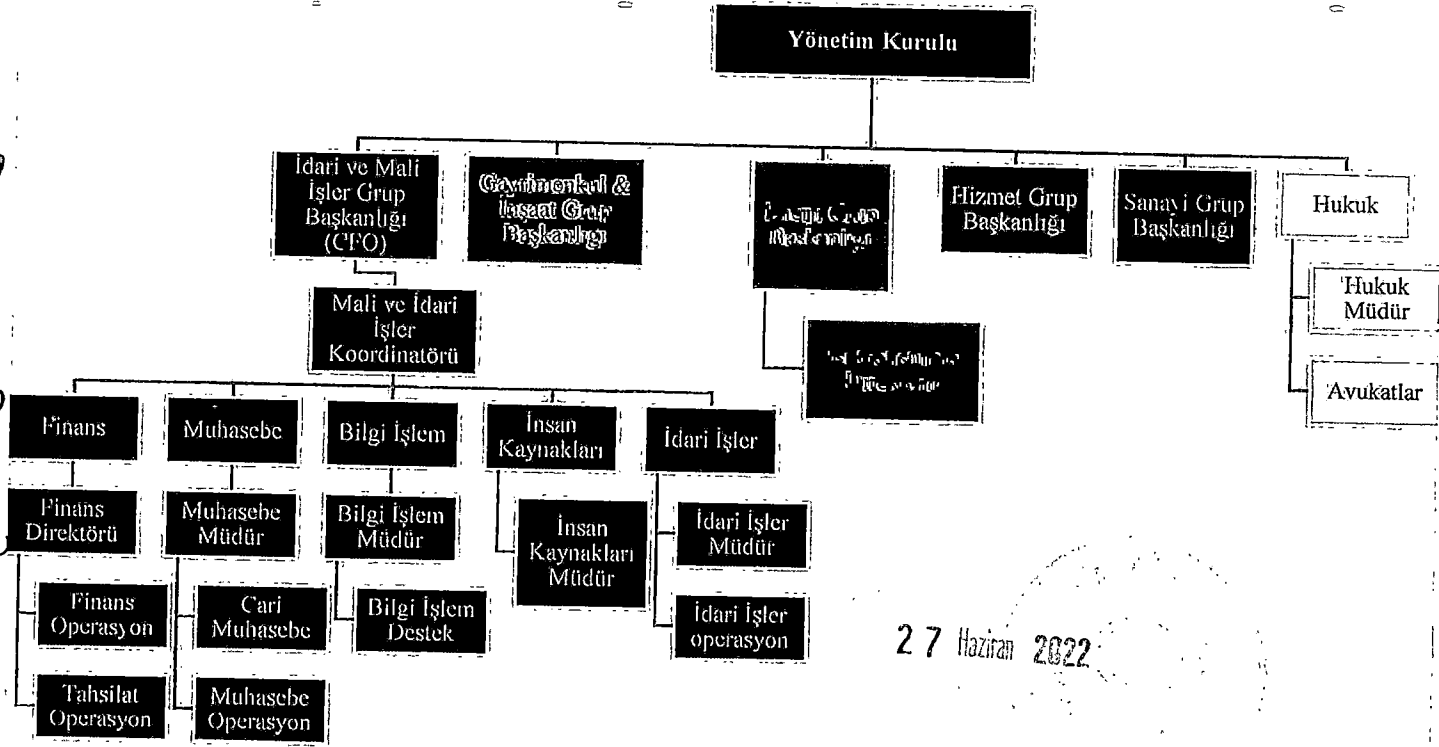 Yönetim Kurulu
İdari ve Mali
İşler Grup
Başkanlığı
(CFO)
Gayrimenkul &
İnşaat Grup
Başkanlığı
Grup
Hizmet Grup
Başkanlığı
Sanayi Grup
Başkanlığı
Hukuk
Hukuk
Müdür
Avukatlar
Mali ve İdari
İşler
Koordinatörü
Finans
Muhasebe
Bilgi İşlem
İnsan
Kaynakları
İdari İşler
Finans
Direktörü
Muhasebe
Müdür
Bilgi İşlem
Müdür
İnsan
Kaynakları
Müdür
İdari İşler
Müdür
Finans
Operasyon
Cari
Muhasebe
Bilgi İşlem
Destek
İdari İşler
operasyon
Tahsilat
Operasyon
Muhasebe
Operasyon
27 Haziran 2022